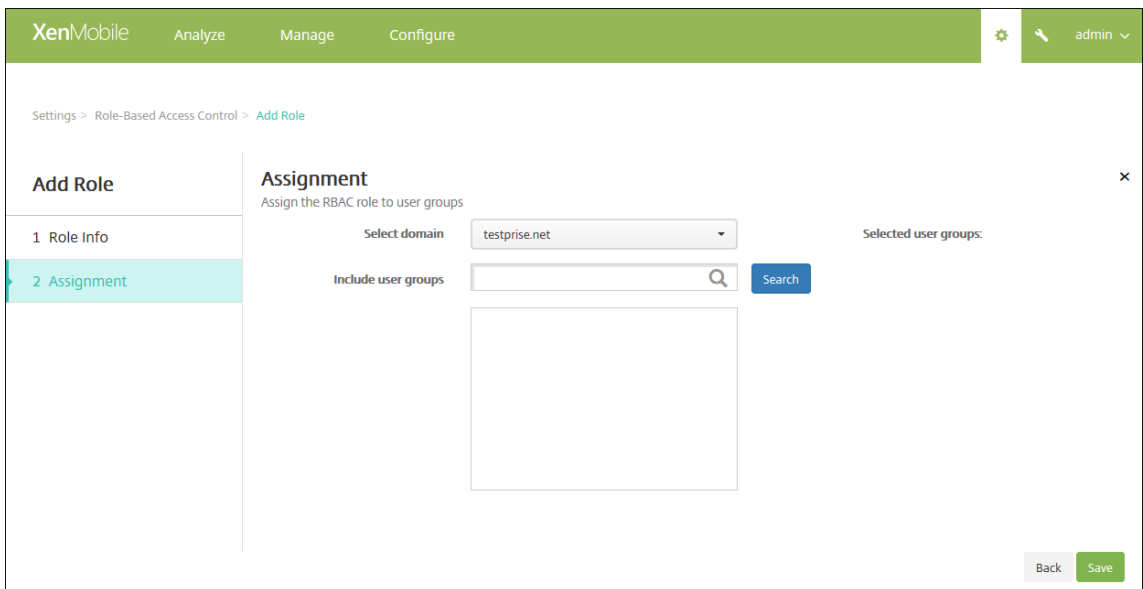 XenMobile Analyze Manage Configure admin
Settings > Role-Based Access Control > Add Role
Add Role
1 Role Info
2 Assignment
Assignment
Assign the RBAC role to user groups
Select domain testprise.net Selected user groups:
Include user groups Search
Back Save